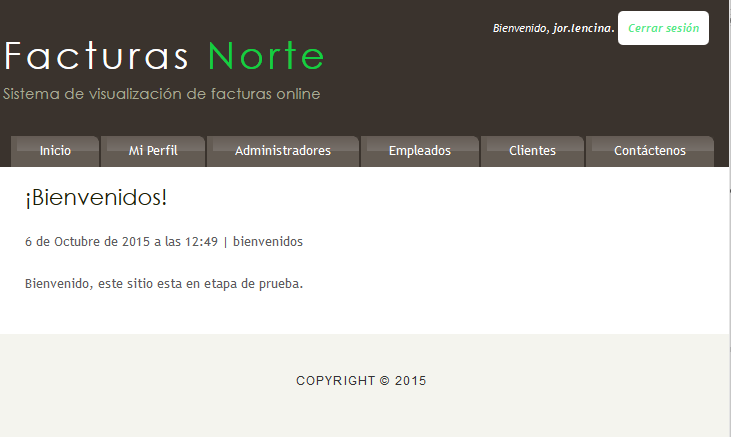 Bienvenido, jor.lencina. Cerrar sesión
Facturas Norte
Sistema de visualización de facturas online
Inicio Mi Perfil Administradores Empleados Clientes Contáctenos
¡Bienvenidos!
6 de Octubre de 2015 a las 12:49 | bienvenidos
Bienvenido, este sitio esta en etapa de prueba.
COPYRIGHT © 2015